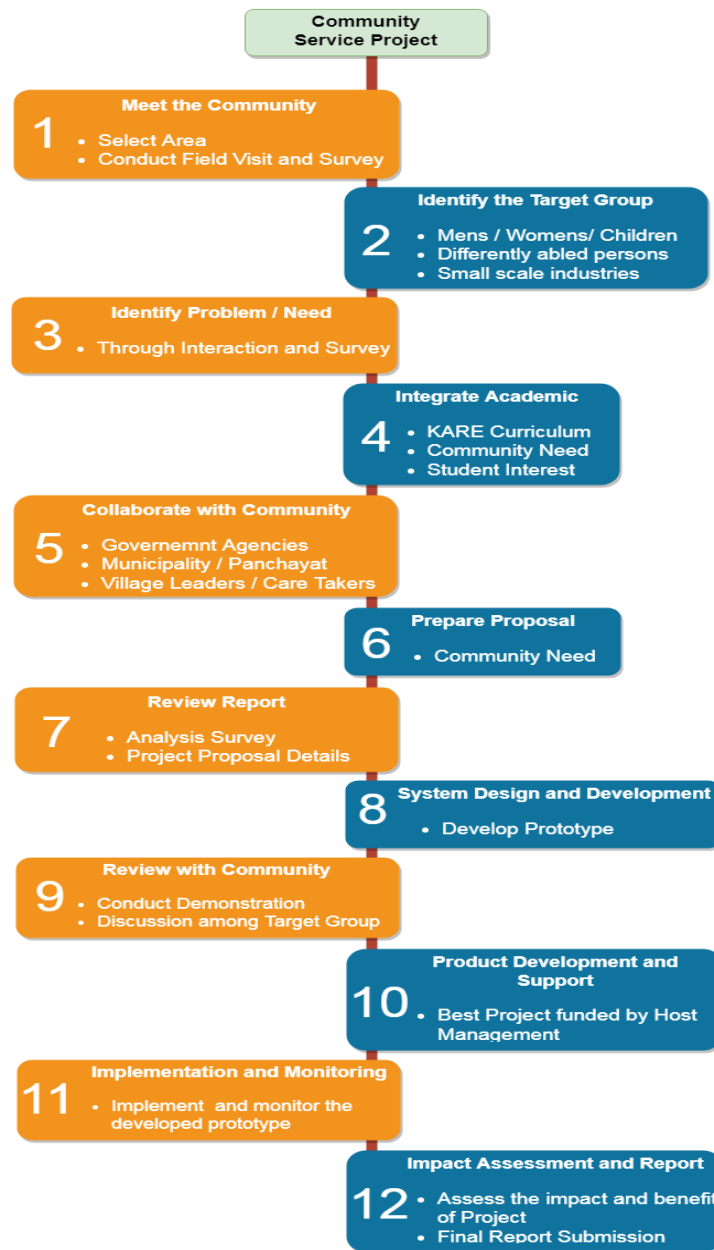 Community
Service Project
Meet the Community
1
• Select Area
• Conduct Field Visit and Survey
Identify the Target Group
2
• Mens / Womens/ Children
• Differently abled persons
• Small scale industries
Identify Problem / Need
3
• Through Interaction and Survey
Integrate Academic
4
• KARE Curriculum
• Community Need
• Student Interest
Collaborate with Community
5
• Governemnt Agencies
• Municipality / Panchayat
• Village Leaders / Care Takers
Prepare Proposal
6
• Community Need
Review Report
7
• Analysis Survey
• Project Proposal Details
System Design and Development
8
• Develop Prototype
Review with Community
9
• Conduct Demonstration
• Discussion among Target Group
Product Development and
Support
10
• Best Project funded by Host
Management
Implementation and Monitoring
11
• Implement and monitor the
developed prototype
Impact Assessment and Report
12
• Assess the impact and benefit
of Project
• Final Report Submission